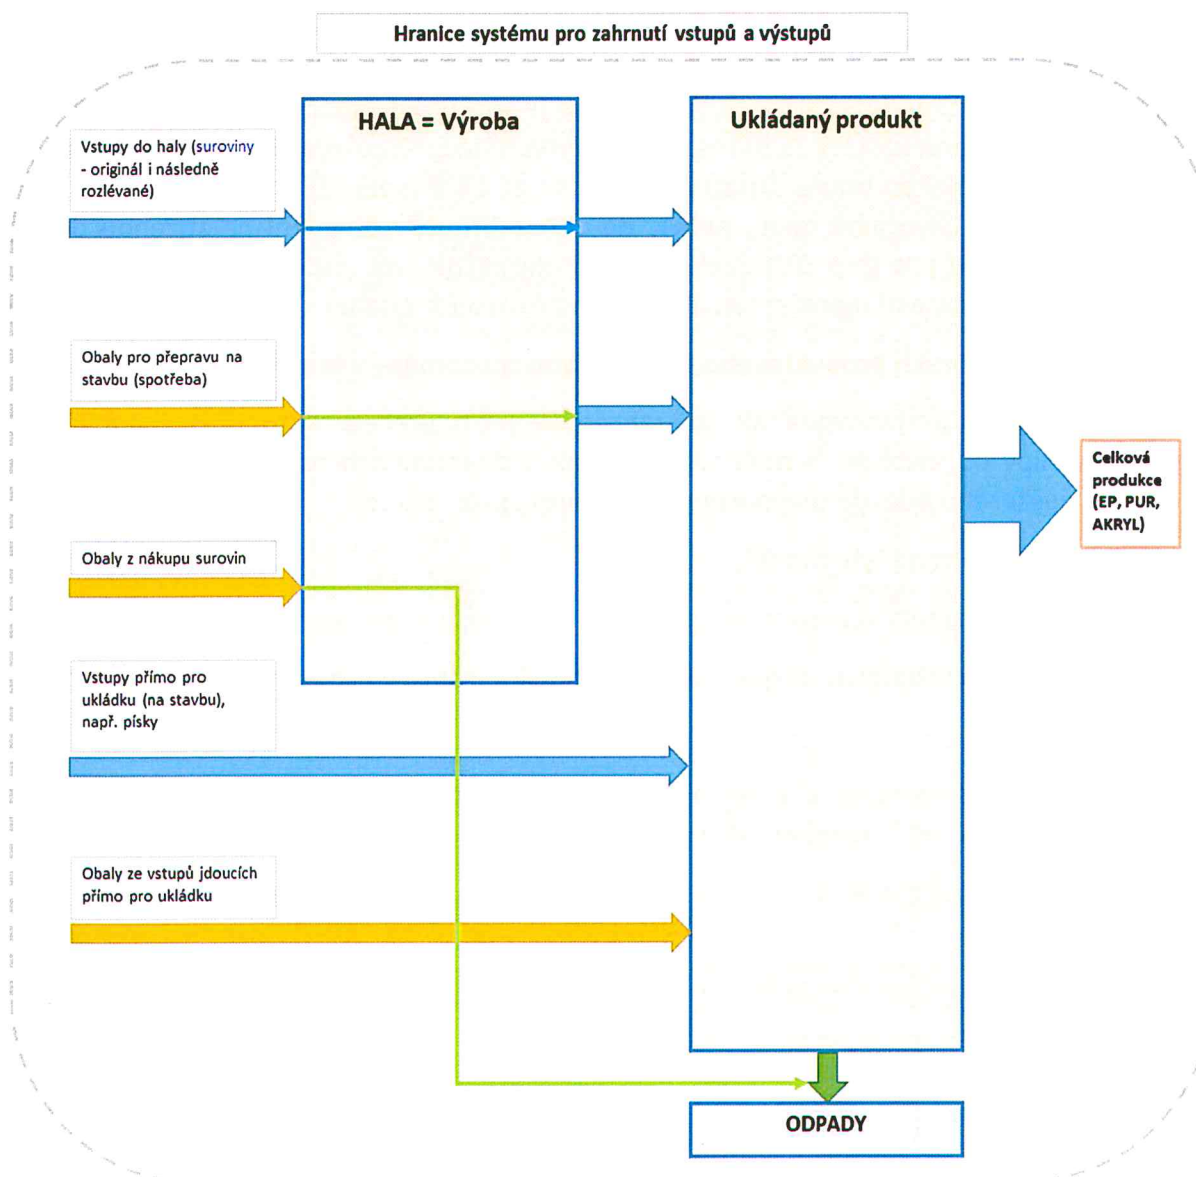 Hranice systému pro zahrnutí vstupů a výstupů
HALA = Výroba
Ukládaný produkt
Vstupy do haly (suroviny
- originál i následně
rozlévané)
Obaly pro přepravu na
stavbu (spotřeba)
Celková
produkce
(EP, PUR,
AKRYL)
Obaly z nákupu surovin
Vstupy přímo pro
ukládku (na stavbu),
např. písky
Obaly ze vstupů jdoucích
přímo pro ukládku
ODPADY